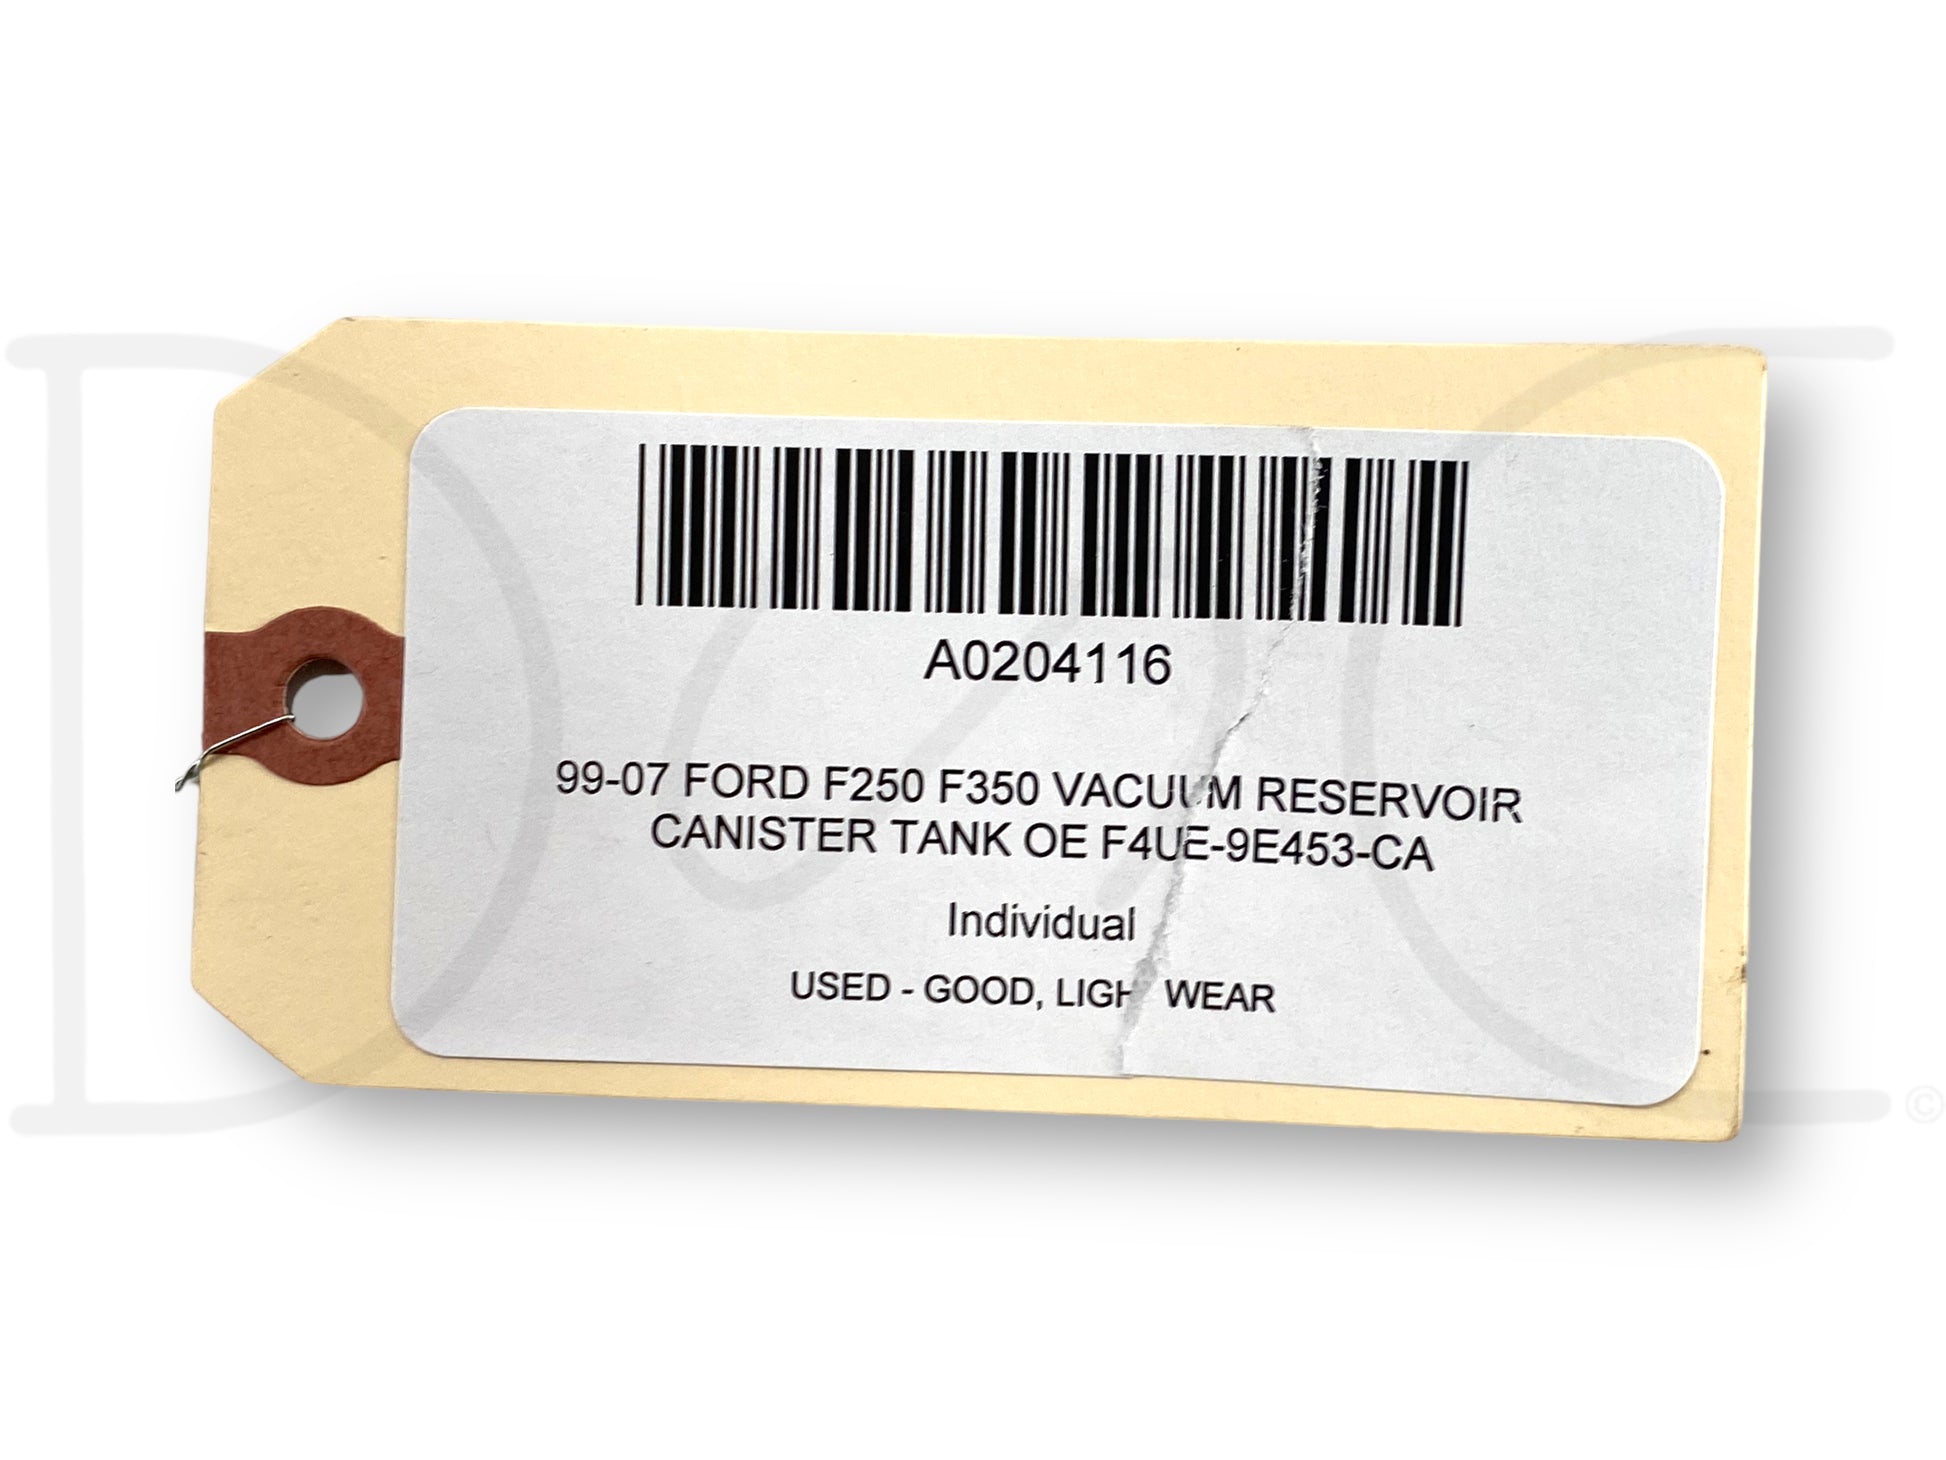 A0204116
99-07 FORD F250 F350 VACUUM RESERVOIR
CANISTER TANK OE F4UE-9E453-CA
Individual
USED - GOOD, WEAR